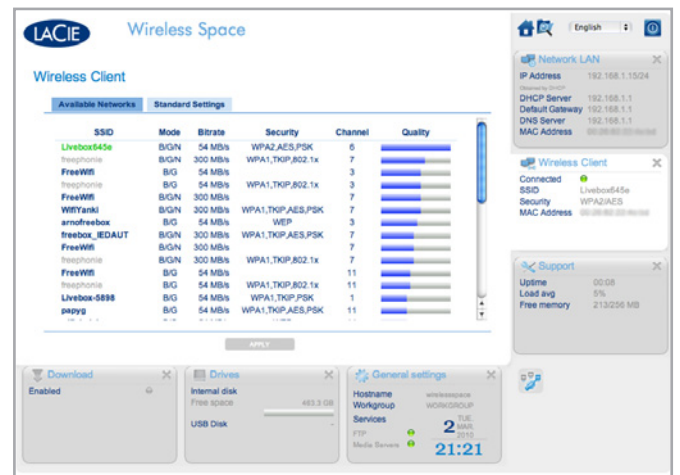 LACIE
Wireless Space
English
Wireless Client
Available Networks Standard Settings
SSID Mode Bitrate Security Channel Quality
Livebox645e B/G/N 54 MB/s WPA2,AES,PSK 6
freephonie B/G/N 300 MB/s WPA1,TKIP,802.1x 7
FreeWifi B/G 54 MB/s 3
freephonie B/G 54 MB/s WPA1,TKIP,802.1x 3
FreeWifi B/G/N 300 MB/s 7
WifiYanki B/G/N 300 MB/s WPA1,TKIP,AES,PSK 7
arnofreebox B/G 54 MB/s WEP 3
freebox_IEDAUT B/G/N 300 MB/s WPA1,TKIP,AES,PSK 7
FreeWifi B/G/N 300 MB/s 7
freephonie B/G/N 300 MB/s WPA1,TKIP,802.1x 7
FreeWifi B/G 54 MB/s 11
freephonie B/G 54 MB/s WPA1,TKIP,802.1x 11
Livebox-5898 B/G 54 MB/s WPA1,TKIP,PSK 1
papyg B/G 54 MB/s WPA1,TKIP,AES,PSK 11
APPLY
Network LAN
IP Address 192.168.1.15/24
Obtained by DHCP
DHCP Server 192.168.1.1
Default Gateway 192.168.1.1
DNS Server 192.168.1.1
MAC Address
Wireless Client
Connected
SSID Livebox645e
Security WPA2/AES
MAC Address
Support
Uptime 00:08
Load avg 5%
Free memory 213/256 MB
Download
Enabled
Drives
Internal disk
Free space 463.3 GB
USB Disk -
General settings
Hostname wirelessspace
Workgroup WORKGROUP
Services
FTP
Media Servers
2 TUE. MAR. 2010
21:21